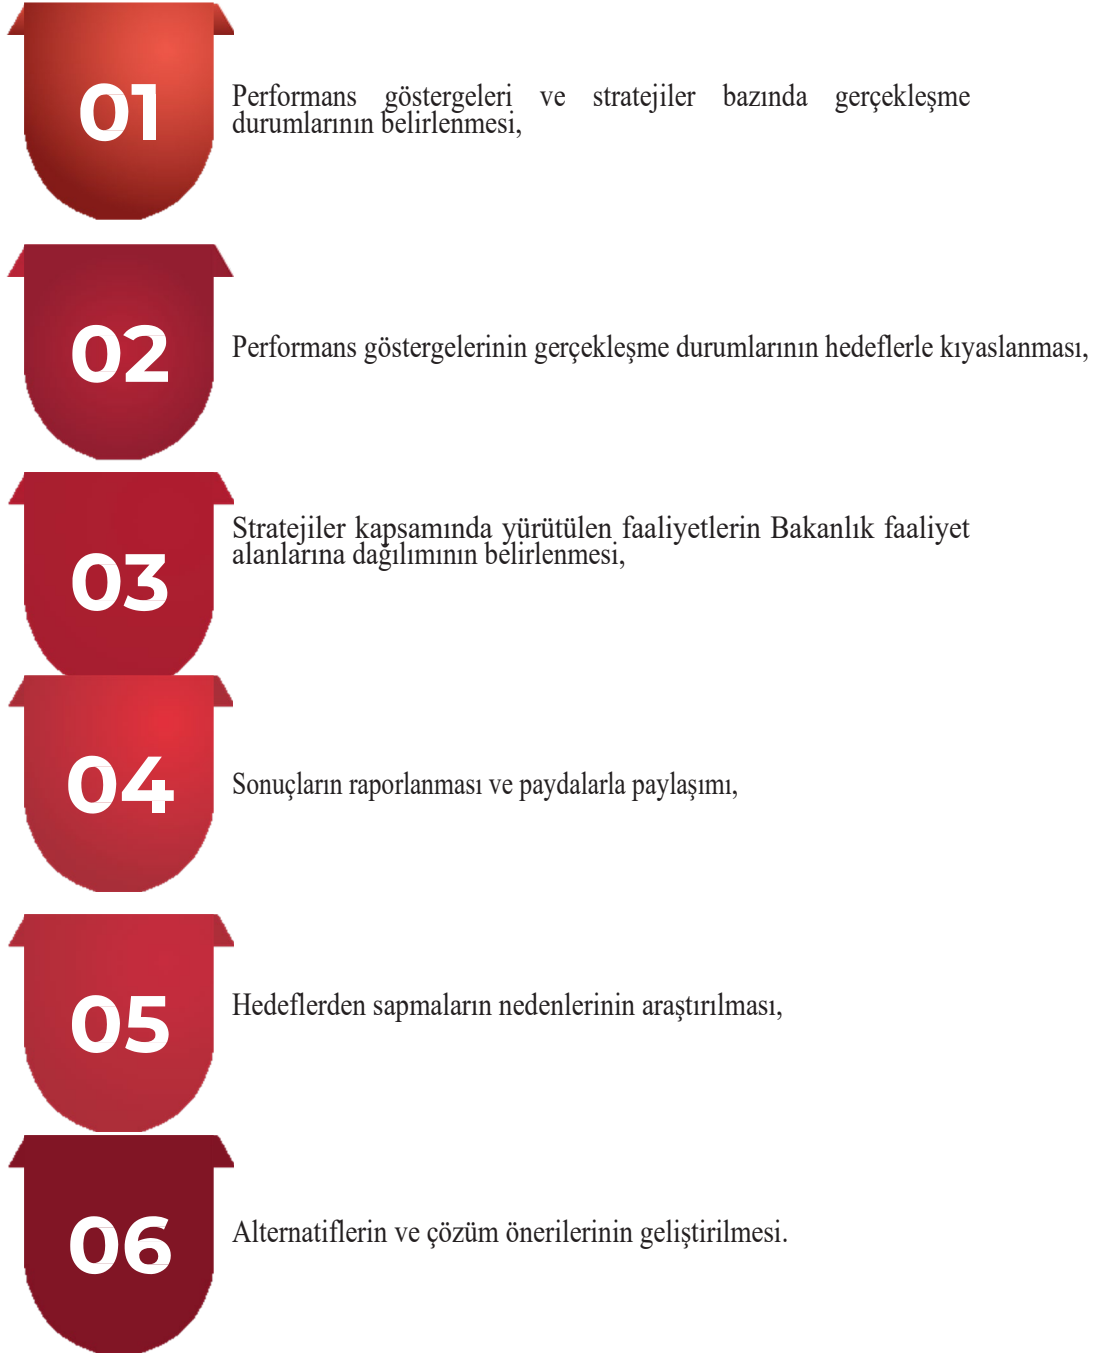 01
Performans göstergeleri ve stratejiler bazında gerçekleşme
durumlarının belirlenmesi,
02
Performans göstergelerinin gerçekleşme durumlarının hedeflerle kıyaslanması,
03
Stratejiler kapsamında yürütülen faaliyetlerin Bakanlık faaliyet
alanlarına dağılımının belirlenmesi,
04
Sonuçların raporlanması ve paydalarla paylaşımı,
05
Hedeflerden sapmaların nedenlerinin araştırılması,
06
Alternatiflerin ve çözüm önerilerinin geliştirilmesi.